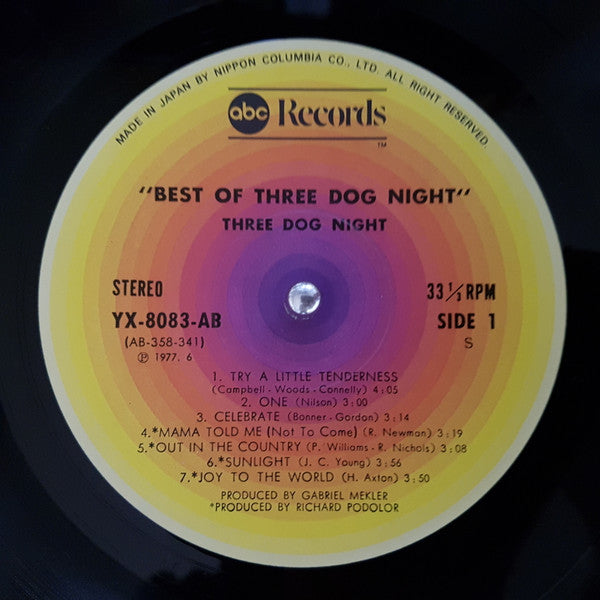 MADE IN JAPAN BY NIPPON COLUMBIA CO., LTD. ALL RIGHT RESERVED.
abc Records
TM
"BEST OF THREE DOG NIGHT"
THREE DOG NIGHT
STEREO 33 1/3 RPM
YX-8083-AB SIDE 1
(AB-358-341) S
Ⓟ 1977. 6
1. TRY A LITTLE TENDERNESS
(Campbell - Woods - Connelly) 4:05
2. ONE (Nilson) 3:00
3. CELEBRATE (Bonner - Gordon) 3:14
4.*MAMA TOLD ME (Not To Come) (R. Newman) 3:19
5.*OUT IN THE COUNTRY (P. Williams - R. Nichols) 3:08
6.*SUNLIGHT (J. C. Young) 3:56
7.*JOY TO THE WORLD (H. Axton) 3:50
PRODUCED BY GABRIEL MEKLER
*PRODUCED BY RICHARD PODOLOR